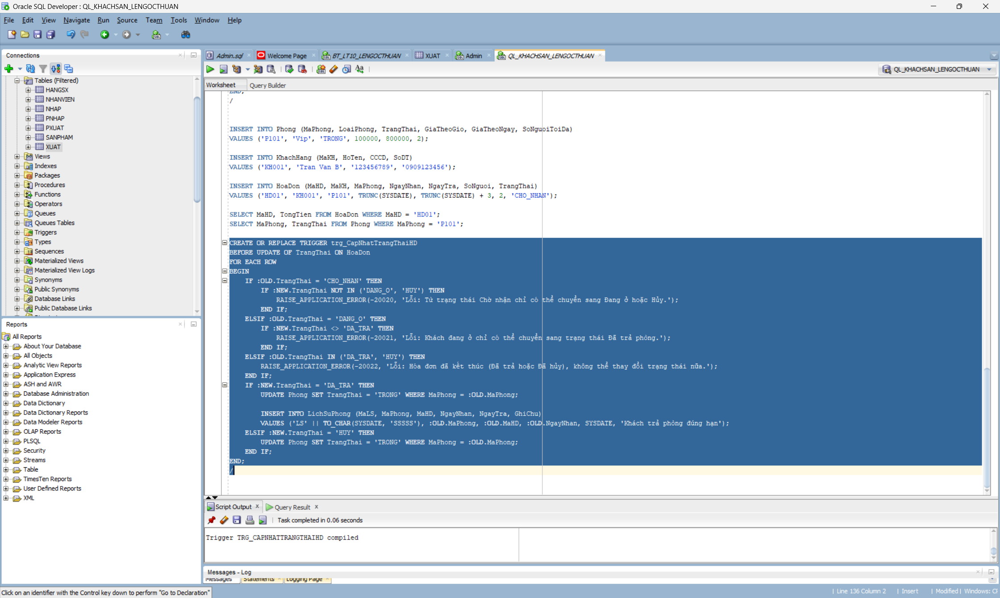 Oracle SQL Developer : QL_KHACHSAN_LENGOCTHUAN
File Edit View Navigate Run Source Team Tools Window Help
Connections
Tables (Filtered)
HANGSX
NHANVIEN
NHAP
PNHAP
PXUAT
SANPHAM
XUAT
Views
Indexes
Packages
Procedures
Functions
Operators
Queues
Queues Tables
Triggers
Types
Sequences
Materialized Views
Materialized View Logs
Synonyms
Public Synonyms
Database Links
Public Database Links
Reports
All Reports
About Your Database
All Objects
Analytic View Reports
Application Express
ASH and AWR
Database Administration
Data Dictionary
Data Dictionary Reports
Data Modeler Reports
OLAP Reports
PLSQL
Security
Streams
Table
TimesTen Reports
User Defined Reports
XML
Admin.sql Welcome Page BT_LT10_LENGOCTHUAN XUAT Admin QL_KHACHSAN_LENGOCTHUAN
QL_KHACHSAN_LENGOCTHUAN
Worksheet Query Builder
END;
/
INSERT INTO Phong (MaPhong, LoaiPhong, TrangThai, GiaTheoGio, GiaTheoNgay, SoNguoiToiDa)
VALUES ('P101', 'Vip', 'TRONG', 100000, 800000, 2);
INSERT INTO KhachHang (MaKH, HoTen, CCCD, SoDT)
VALUES ('KH001', 'Tran Van B', '123456789', '0909123456');
INSERT INTO HoaDon (MaHD, MaKH, MaPhong, NgayNhan, NgayTra, SoNguoi, TrangThai)
VALUES ('HD01', 'KH001', 'P101', TRUNC(SYSDATE), TRUNC(SYSDATE) + 3, 2, 'CHO_NHAN');
SELECT MaHD, TongTien FROM HoaDon WHERE MaHD = 'HD01';
SELECT MaPhong, TrangThai FROM Phong WHERE MaPhong = 'P101';
CREATE OR REPLACE TRIGGER trg_CapNhatTrangThaiHD
BEFORE UPDATE OF TrangThai ON HoaDon
FOR EACH ROW
BEGIN
IF :OLD.TrangThai = 'CHO_NHAN' THEN
IF :NEW.TrangThai NOT IN ('DANG_O', 'HUY') THEN
RAISE_APPLICATION_ERROR(-20020, 'Lỗi: Từ trạng thái Chờ nhận chỉ có thể chuyển sang Đang ở hoặc Hủy.');
END IF;
ELSIF :OLD.TrangThai = 'DANG_O' THEN
IF :NEW.TrangThai <> 'DA_TRA' THEN
RAISE_APPLICATION_ERROR(-20021, 'Lỗi: Khách đang ở chỉ có thể chuyển sang trạng thái Đã trả phòng.');
END IF;
ELSIF :OLD.TrangThai IN ('DA_TRA', 'HUY') THEN
RAISE_APPLICATION_ERROR(-20022, 'Lỗi: Hóa đơn đã kết thúc (Đã trả hoặc Đã hủy), không thể thay đổi trạng thái nữa.');
END IF;
IF :NEW.TrangThai = 'DA_TRA' THEN
UPDATE Phong SET TrangThai = 'TRONG' WHERE MaPhong = :OLD.MaPhong;
INSERT INTO LichSuPhong (MaLS, MaPhong, MaHD, NgayNhan, NgayTra, GhiChu)
VALUES ('LS' || TO_CHAR(SYSDATE, 'SSSSS'), :OLD.MaPhong, :OLD.MaHD, :OLD.NgayNhan, SYSDATE, 'Khách trả phòng đúng hạn');
ELSIF :NEW.TrangThai = 'HUY' THEN
UPDATE Phong SET TrangThai = 'TRONG' WHERE MaPhong = :OLD.MaPhong;
END IF;
END;
/
Script Output Query Result
Task completed in 0.06 seconds
Trigger TRG_CAPNHATTRANGTHAIHD compiled
Messages - Log
Messages Statements Logging Page
Click on an identifier with the Control key down to perform "Go to Declaration"
Line 136 Column 2 Insert Modified Windows: